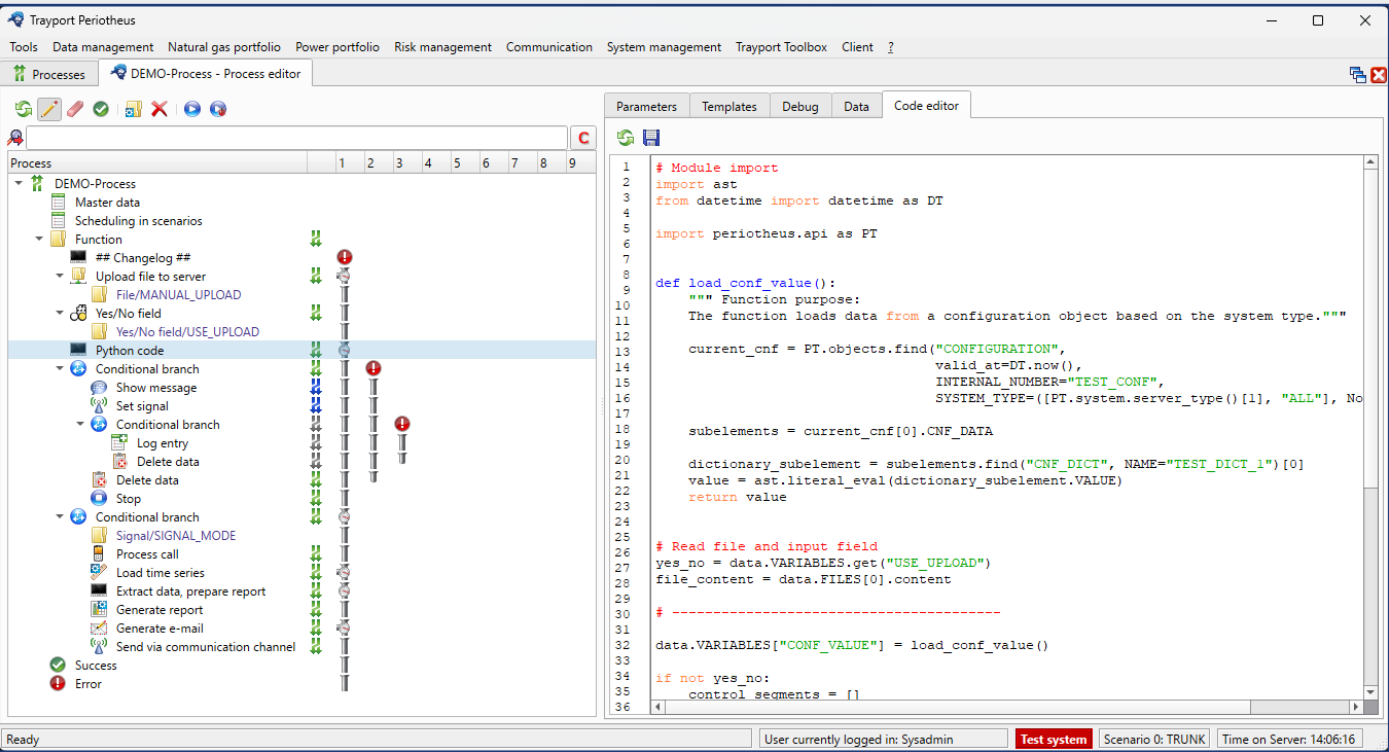 Trayport Periotheus
Tools Data management Natural gas portfolio Power portfolio Risk management Communication System management Trayport Toolbox Client ?
Processes DEMO-Process - Process editor
C
Process 1 2 3 4 5 6 7 8 9
DEMO-Process
Master data
Scheduling in scenarios
Function
## Changelog ##
Upload file to server
File/MANUAL_UPLOAD
Yes/No field
Yes/No field/USE_UPLOAD
Python code
Conditional branch
Show message
Set signal
Conditional branch
Log entry
Delete data
Delete data
Stop
Conditional branch
Signal/SIGNAL_MODE
Process call
Load time series
Extract data, prepare report
Generate report
Generate e-mail
Send via communication channel
Success
Error
Parameters Templates Debug Data Code editor
1 # Module import
2 import ast
3 from datetime import datetime as DT
4
5 import periotheus.api as PT
6
7
8 def load_conf_value():
9 """ Function purpose:
10 The function loads data from a configuration object based on the system type."""
11
12 current_cnf = PT.objects.find("CONFIGURATION",
13 valid_at=DT.now(),
14 INTERNAL_NUMBER="TEST_CONF",
15 SYSTEM_TYPE=([PT.system.server_type()[1], "ALL"], No
16
17 subelements = current_cnf[0].CNF_DATA
18
19 dictionary_subelement = subelements.find("CNF_DICT", NAME="TEST_DICT_1")[0]
20 value = ast.literal_eval(dictionary_subelement.VALUE)
21 return value
22
23
24 # Read file and input field
25 yes_no = data.VARIABLES.get("USE_UPLOAD")
26 file_content = data.FILES[0].content
27
28 # ----------------------------------------
29
30 data.VARIABLES["CONF_VALUE"] = load_conf_value()
31
32 if not yes_no:
33 control_segments = []
34
35
36
Ready User currently logged in: Sysadmin Test system Scenario 0: TRUNK Time on Server: 14:06:16